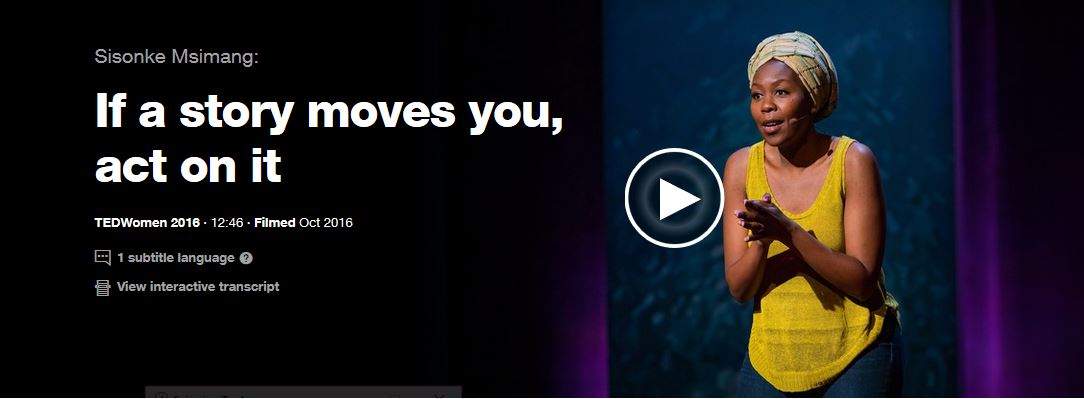 Sisonke Msimang:
If a story moves you,
act on it
TEDWomen 2016 · 12:46 · Filmed Oct 2016
1 subtitle language ?
View interactive transcript